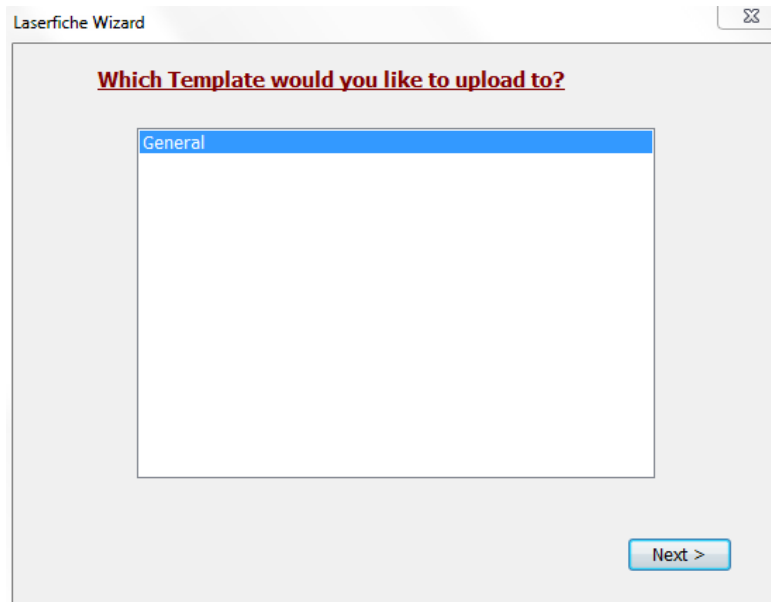 Laserfiche Wizard
Which Template would you like to upload to?
General
Next >